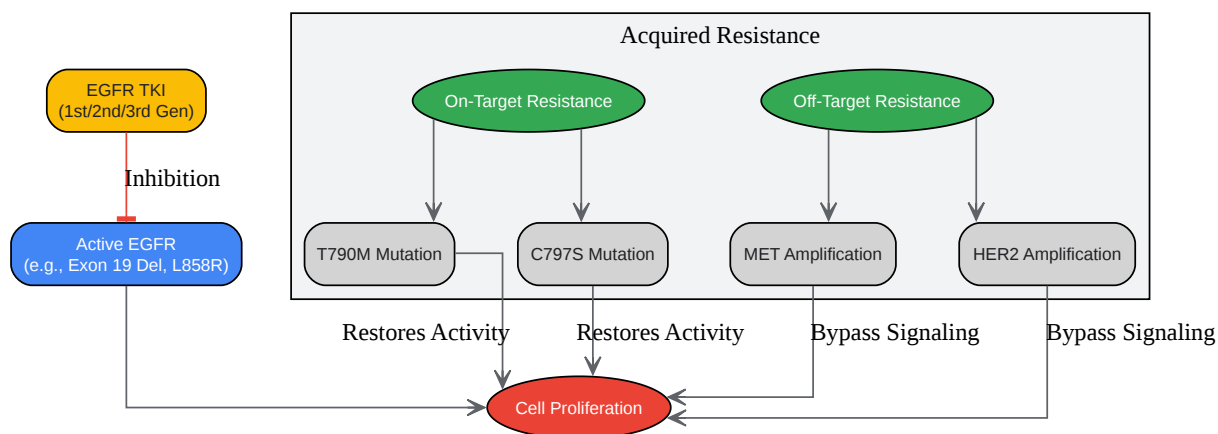 Acquired Resistance
EGFR TKI
(1st/2nd/3rd Gen)
On-Target Resistance
Off-Target Resistance
Inhibition
Active EGFR
(e.g., Exon 19 Del, L858R)
T790M Mutation
C797S Mutation
MET Amplification
HER2 Amplification
Restores Activity
Restores Activity
Bypass Signaling
Bypass Signaling
Cell Proliferation